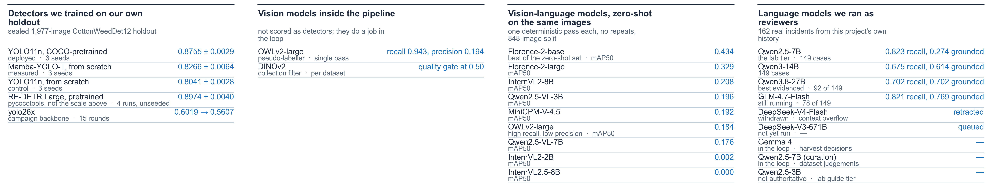 Detectors we trained on our own
holdout
sealed 1,977-image CottonWeedDet12 holdout
YOLO11n, COCO-pretrained 0.8755 ± 0.0029
deployed · 3 seeds
Mamba-YOLO-T, from scratch 0.8266 ± 0.0064
measured · 3 seeds
YOLO11n, from scratch 0.8041 ± 0.0028
control · 3 seeds
RF-DETR Large, pretrained 0.8974 ± 0.0040
pycocotools, not the scale above · 4 runs, unseeded
yolo26x 0.6019 → 0.5607
campaign backbone · 15 rounds
Vision models inside the pipeline
not scored as detectors; they do a job in
the loop
OWLv2-large recall 0.943, precision 0.194
pseudo-labeller · single pass
DINOv2 quality gate at 0.50
collection filter · per dataset
Vision-language models, zero-shot
on the same images
one deterministic pass each, no repeats,
848-image split
Florence-2-base 0.434
best of the zero-shot set · mAP50
Florence-2-large 0.329
mAP50
InternVL2-8B 0.208
mAP50
Qwen2.5-VL-3B 0.196
mAP50
MiniCPM-V-4.5 0.192
mAP50
OWLv2-large 0.184
high recall, low precision · mAP50
Qwen2.5-VL-7B 0.176
mAP50
InternVL2-2B 0.002
mAP50
InternVL2.5-8B 0.000
mAP50
Language models we ran as
reviewers
162 real incidents from this project's own
history
Qwen2.5-7B 0.823 recall, 0.274 grounded
the lab tier · 149 cases
Qwen3-14B 0.675 recall, 0.614 grounded
149 cases
Qwen3.8-27B 0.702 recall, 0.702 grounded
best evidenced · 92 of 149
GLM-4.7-Flash 0.821 recall, 0.769 grounded
still running · 78 of 149
DeepSeek-V4-Flash retracted
withdrawn · context overflow
DeepSeek-V3-671B queued
not yet run · —
Gemma 4 —
in the loop · harvest decisions
Qwen2.5-7B (curation) —
in the loop · dataset judgements
Qwen2.5-3B —
not authoritative · lab guide tier